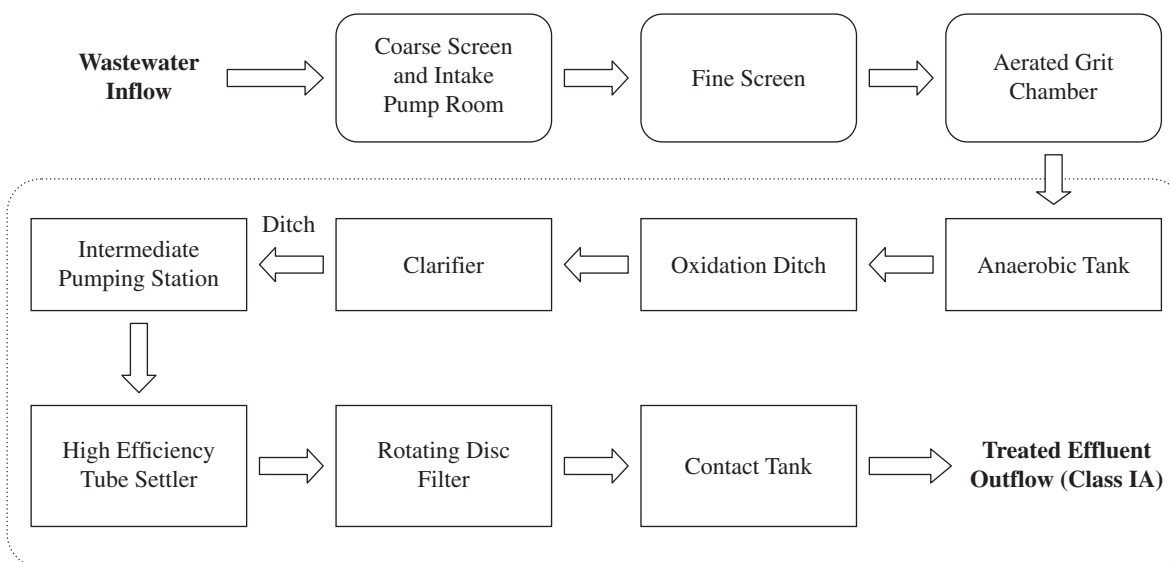 Wastewater
Inflow
Coarse Screen
and Intake
Pump Room
Fine Screen
Aerated Grit
Chamber
Anaerobic Tank
Oxidation Ditch
Clarifier
Ditch
Intermediate
Pumping Station
High Efficiency
Tube Settler
Rotating Disc
Filter
Contact Tank
Treated Effluent
Outflow (Class IA)